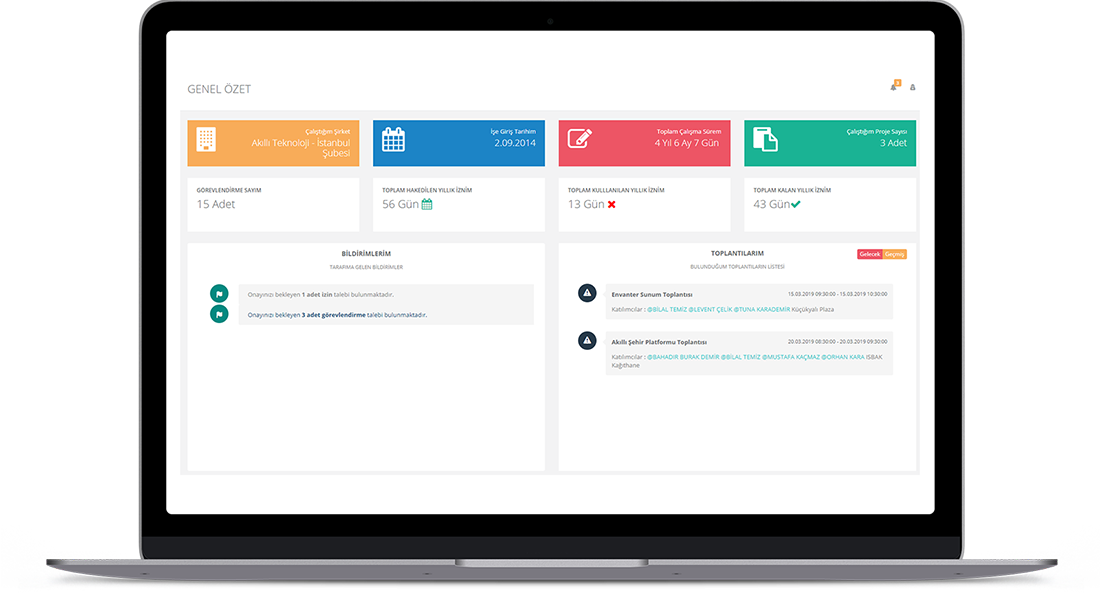 GENEL ÖZET
Çalıştığım Şirket
Akıllı Teknoloji - İstanbul
Şubesi
İşe Giriş Tarihim
2.09.2014
Toplam Çalışma Sürem
4 Yıl 6 Ay 7 Gün
Çalıştığım Proje Sayısı
3 Adet
GÖREVLENDİRME SAYIM
15 Adet
TOPLAM HAKEDİLEN YILLIK İZNİM
56 Gün
TOPLAM KULLLANILAN YILLIK İZNİM
13 Gün
TOPLAM KALAN YILLIK İZNİM
43 Gün
BİLDİRİMLERİM
TARAFIMA GELEN BİLDİRİMLER
Onayınızı bekleyen 1 adet izin talebi bulunmaktadır.
Onayınızı bekleyen 3 adet görevlendirme talebi bulunmaktadır.
TOPLANTILARIM
BULUNDUĞUM TOPLANTILARIN LİSTESİ
Gelecek Geçmiş
Envanter Sunum Toplantısı 15.03.2019 09:30:00 - 15.03.2019 10:30:00
Katılımcılar : @BİLAL TEMİZ @LEVENT ÇELİK @TUNA KARADEMİR Küçükyalı Plaza
Akıllı Şehir Platformu Toplantısı 20.03.2019 08:30:00 - 20.03.2019 09:30:00
Katılımcılar : @BAHADIR BURAK DEMİR @BİLAL TEMİZ @MUSTAFA KAÇMAZ @ORHAN KARA ISBAK
Kağıthane